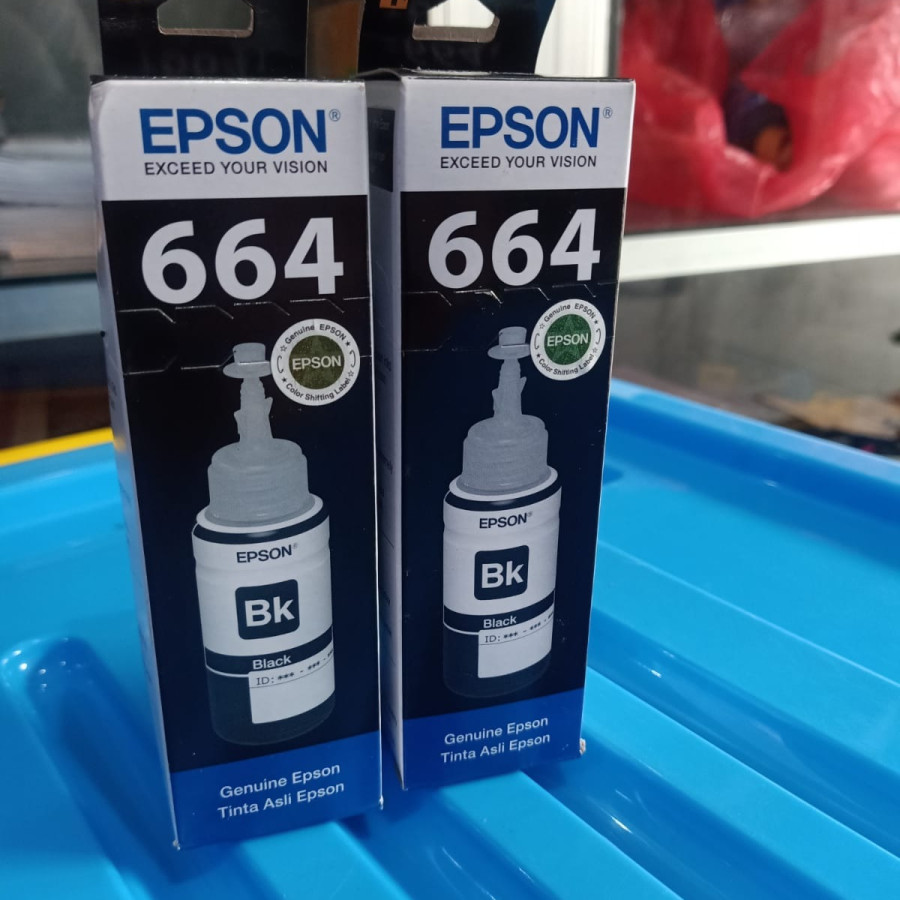 EPSON®
EXCEED YOUR VISION
664
Genuine EPSON
EPSON
Color Shifting Label
EPSON®
Bk
Black
ID: *** - *** -
Genuine Epson
Tinta Asli Epson
EPSON®
EXCEED YOUR VISION
664
Genuine EPSON
EPSON
Color Shifting Label
EPSON®
Bk
Black
ID: *** - *** -
Genuine Epson
Tinta Asli Epson